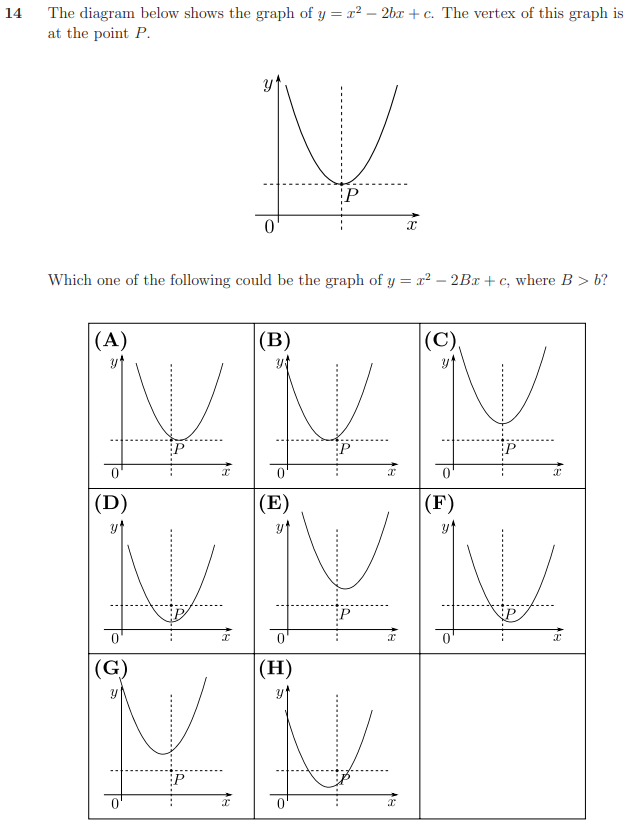 14 The diagram below shows the graph of y = x² − 2bx + c. The vertex of this graph is
at the point P.
y
P
0 x
Which one of the following could be the graph of y = x² − 2Bx + c, where B > b?
(A) (B) (C)
y y y
P P P
0 x 0 x 0 x
(D) (E) (F)
y y y
P P P
0 x 0 x 0 x
(G) (H)
y y
P P
0 x 0 x